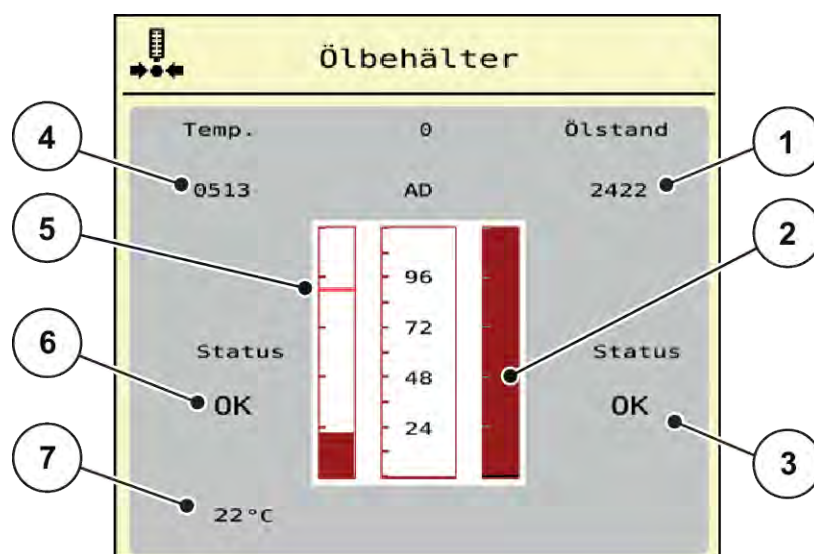 Ölbehälter
Temp. 0 Ölstand
4 1
0513 AD 2422
5 2
96
72
6 Status Status
48
OK OK
24
7 3
22°C